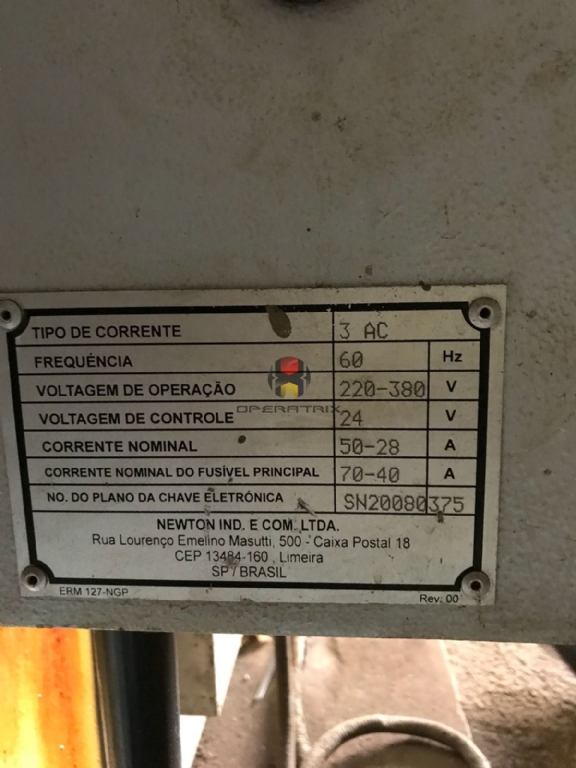 TIPO DE CORRENTE 3 AC
FREQUÊNCIA 60 Hz
VOLTAGEM DE OPERAÇÃO 220-380 V
OPERATRIX
VOLTAGEM DE CONTROLE 24 V
CORRENTE NOMINAL 50-28 A
CORRENTE NOMINAL DO FUSÍVEL PRINCIPAL 70-40 A
NO. DO PLANO DA CHAVE ELETRÔNICA SN20080375
NEWTON IND. E COM. LTDA.
Rua Lourenço Emelino Masutti, 500 - Caixa Postal 18
CEP 13484-160 . Limeira
SP / BRASIL
ERM 127-NGP Rev. 00